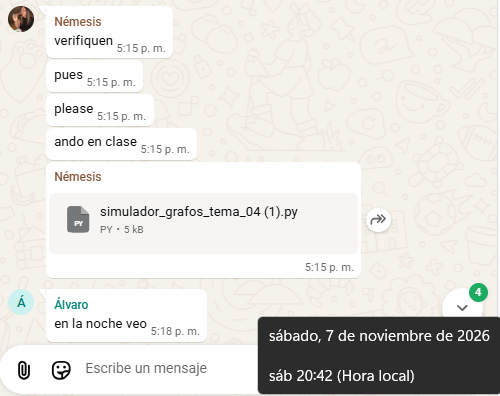 Némesis
verifiquen 5:15 p. m.
pues 5:15 p. m.
please 5:15 p. m.
ando en clase 5:15 p. m.
Némesis
PY
simulador_grafos_tema_04 (1).py
PY • 5 kB
5:15 p. m.
Á
Álvaro
en la noche veo 5:18 p. m.
4
Escribe un mensaje
sábado, 7 de noviembre de 2026
sáb 20:42 (Hora local)